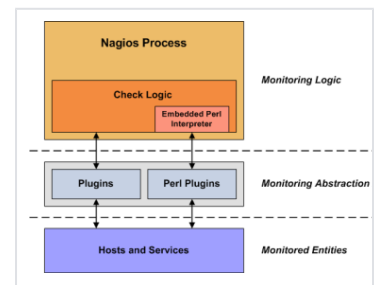 Nagios Process
Monitoring Logic
Check Logic
Embedded Perl
Interpreter
Plugins
Perl Plugins
Monitoring Abstraction
Hosts and Services
Monitored Entities